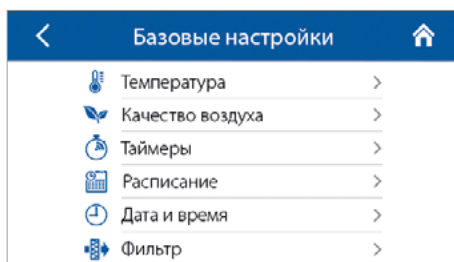 Базовые настройки
Температура
Качество воздуха
Таймеры
Расписание
Дата и время
Фильтр